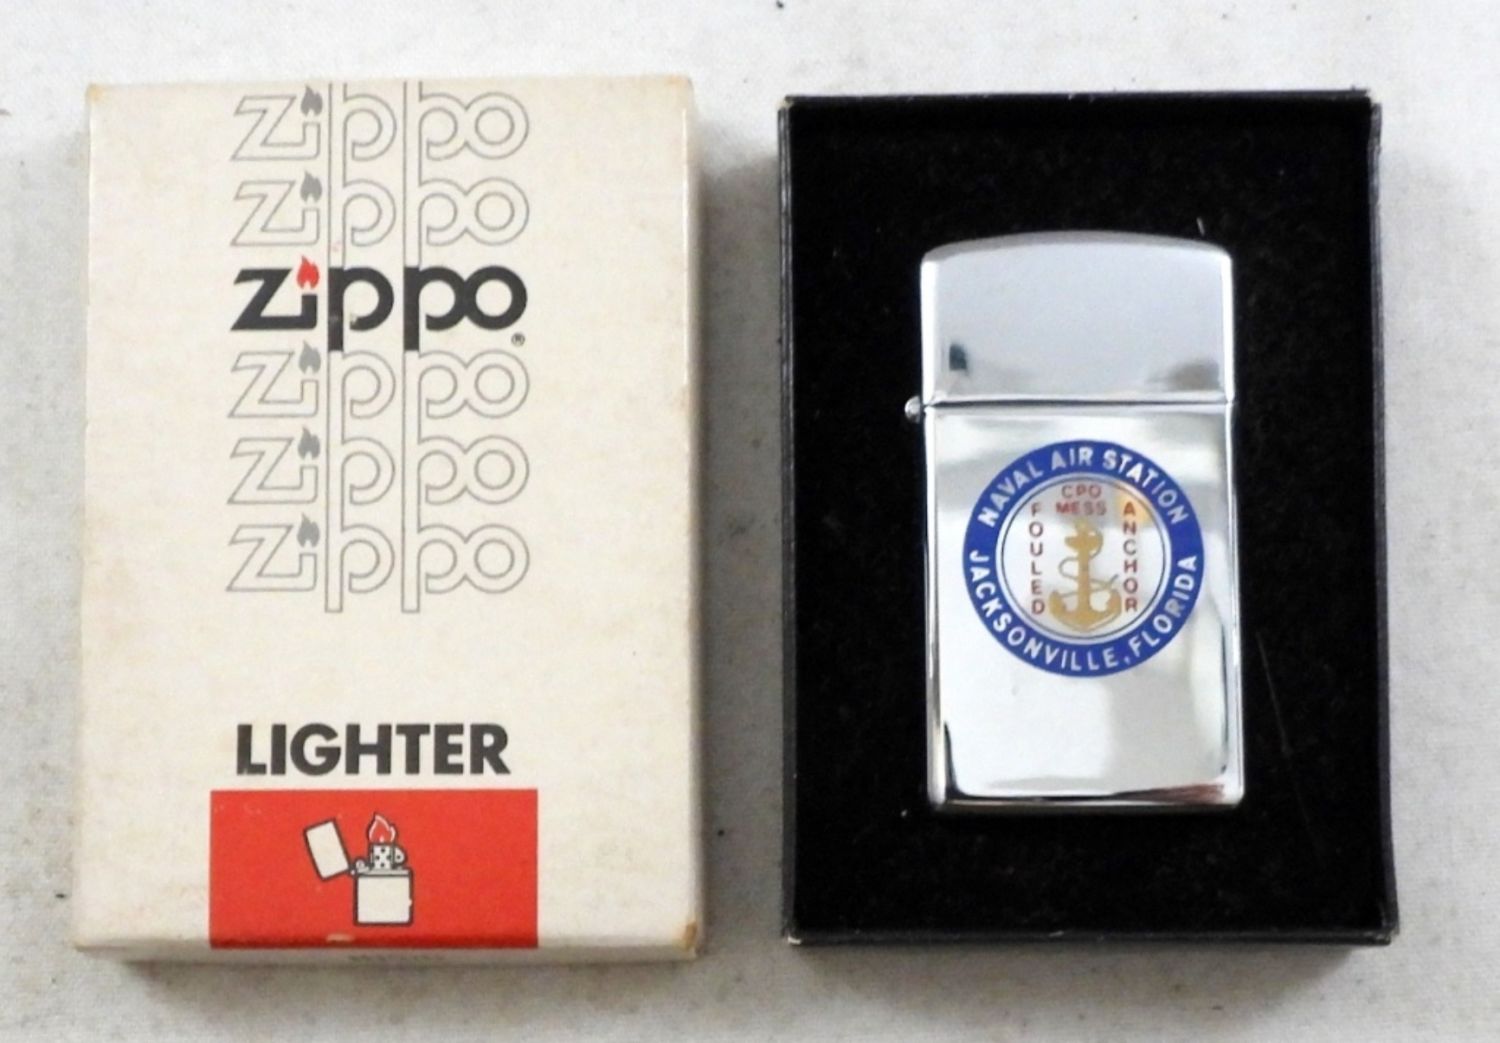 Zippo
Zippo
Zippo®
Zippo
Zippo
Zippo
LIGHTER
NAVAL AIR STATION
CPO
MESS
FOULED
ANCHOR
JACKSONVILLE, FLORIDA